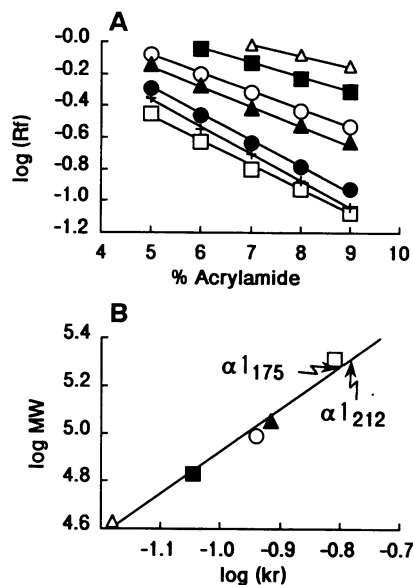 A
-0.0
-0.2
-0.4
-0.6
-0.8
-1.0
-1.2
log (Rf)
4 5 6 7 8 9 10
% Acrylamide
B
5.4
5.2
5.0
4.8
4.6
log MW
α1175
α1212
-1.1 -1.0 -0.9 -0.8 -0.7
log (kr)